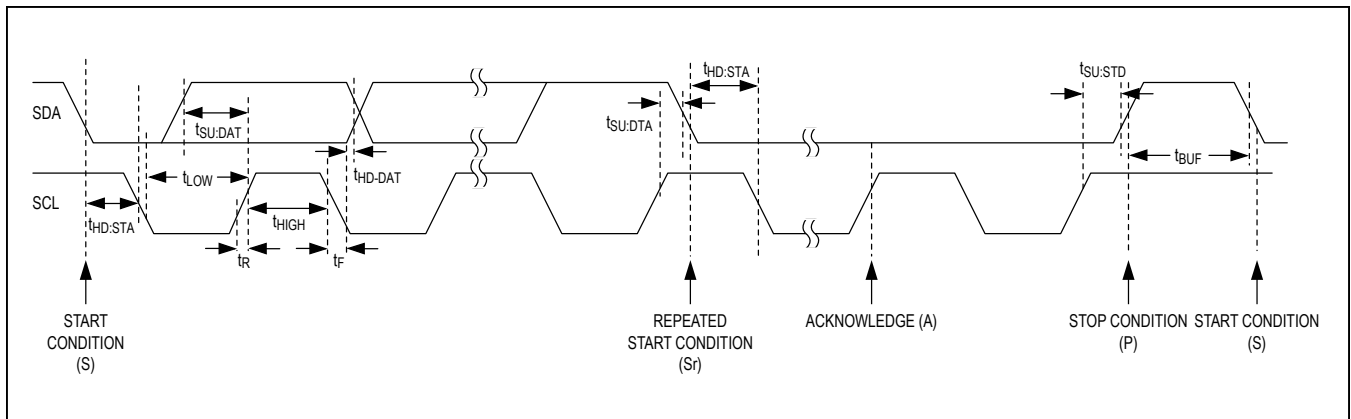 SDA
SCL
tSU:DAT
tHD-DAT
tLOW
tHIGH
tHD:STA
tR
tF
tHD:STA
tSU:DTA
tSU:STD
tBUF
START
CONDITION
(S)
REPEATED
START CONDITION
(Sr)
ACKNOWLEDGE (A)
STOP CONDITION
(P)
START CONDITION
(S)